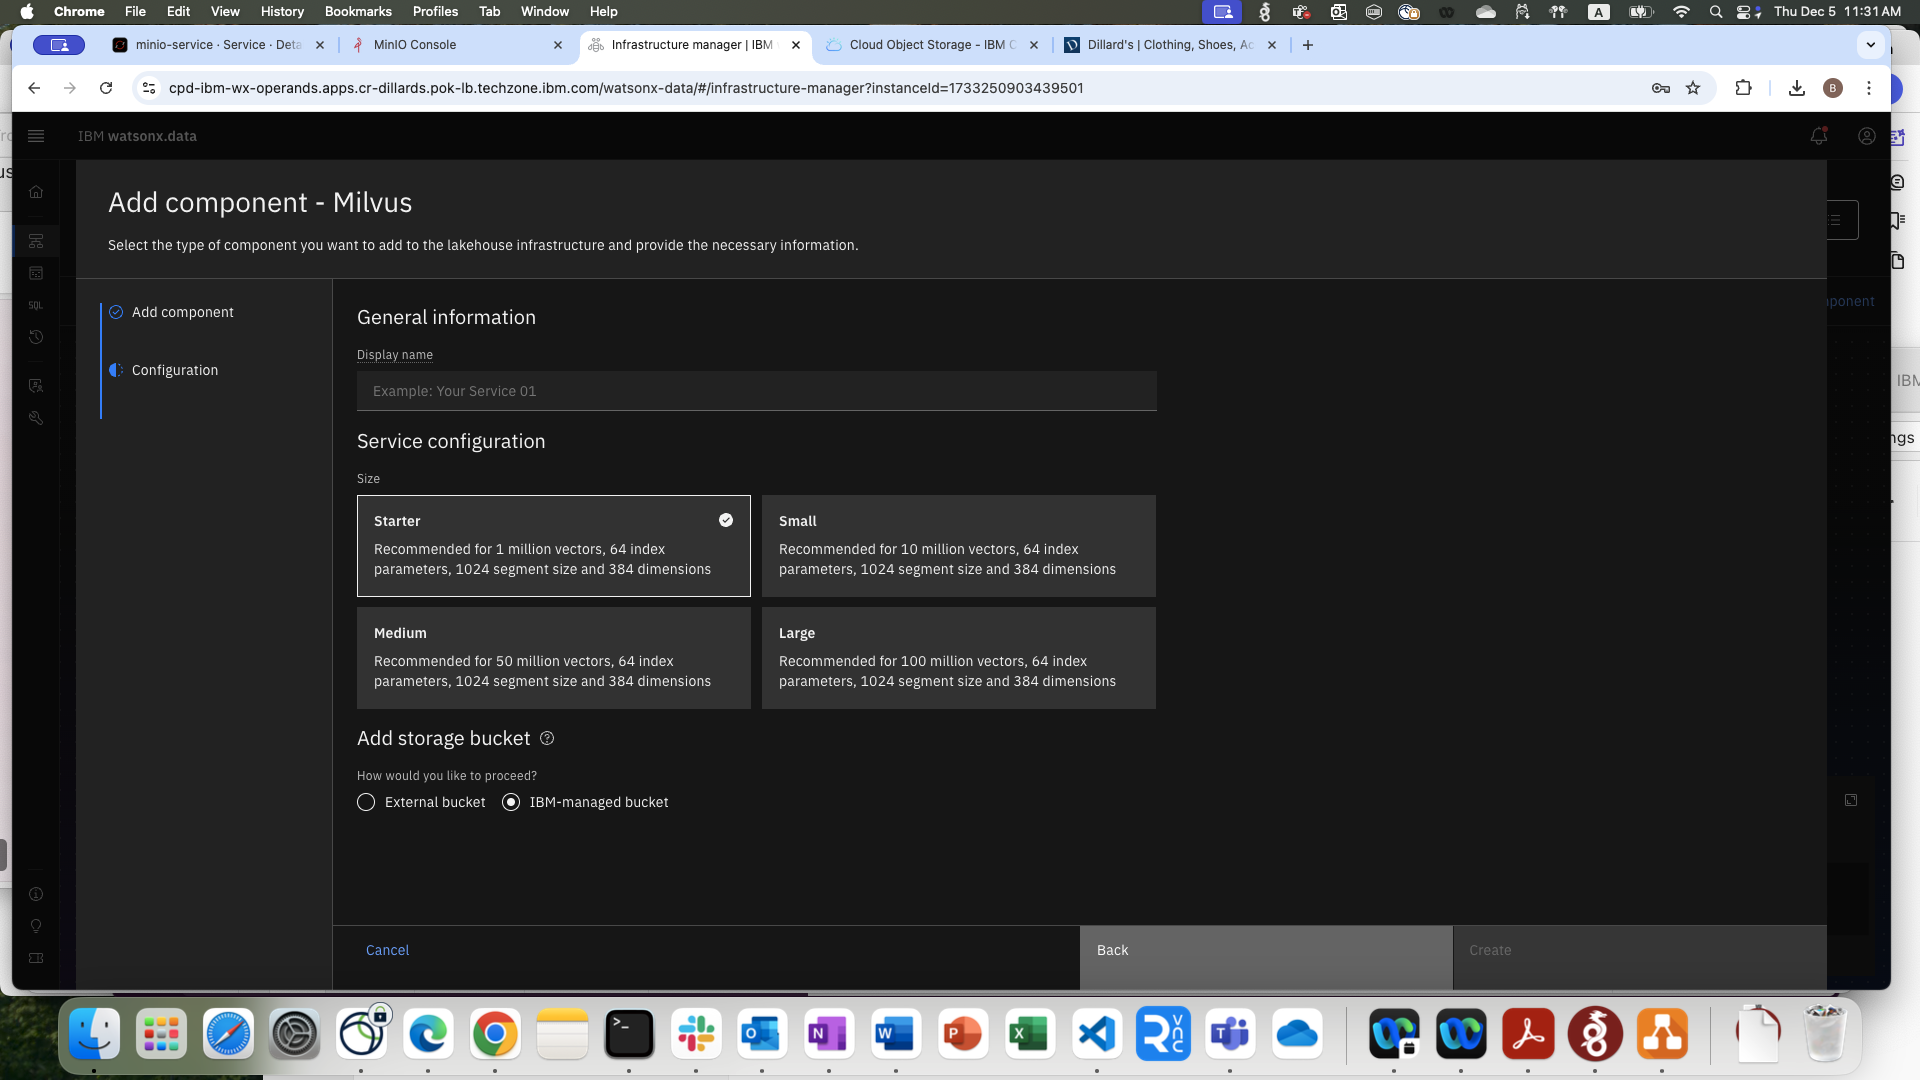 Chrome File Edit View History Bookmarks Profiles Tab Window Help
A
Thu Dec 5 11:31 AM
minio-service · Service · Deta
MinIO Console
Infrastructure manager | IBM
Cloud Object Storage - IBM C
Dillard's | Clothing, Shoes, Ac
cpd-ibm-wx-operands.apps.cr-dillards.pok-lb.techzone.ibm.com/watsonx-data/#/infrastructure-manager?instanceId=1733250903439501
B
IBM watsonx.data
Add component - Milvus
Select the type of component you want to add to the lakehouse infrastructure and provide the necessary information.
Add component
Configuration
SQL
General information
Display name
Example: Your Service 01
Service configuration
Size
Starter
Recommended for 1 million vectors, 64 index
parameters, 1024 segment size and 384 dimensions
Small
Recommended for 10 million vectors, 64 index
parameters, 1024 segment size and 384 dimensions
Medium
Recommended for 50 million vectors, 64 index
parameters, 1024 segment size and 384 dimensions
Large
Recommended for 100 million vectors, 64 index
parameters, 1024 segment size and 384 dimensions
Add storage bucket
How would you like to proceed?
External bucket
IBM-managed bucket
Cancel
Back
Create
ponent
IBM
ngs